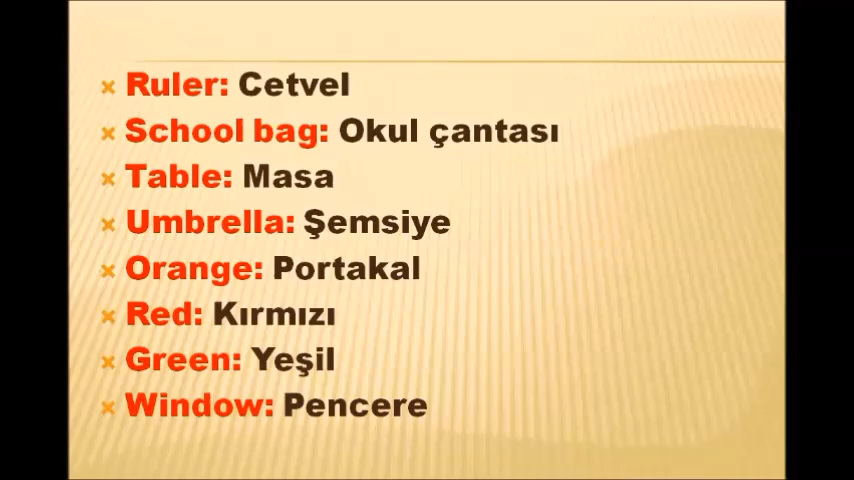 Ruler: Cetvel
School bag: Okul çantası
Table: Masa
Umbrella: Şemsiye
Orange: Portakal
Red: Kırmızı
Green: Yeşil
Window: Pencere